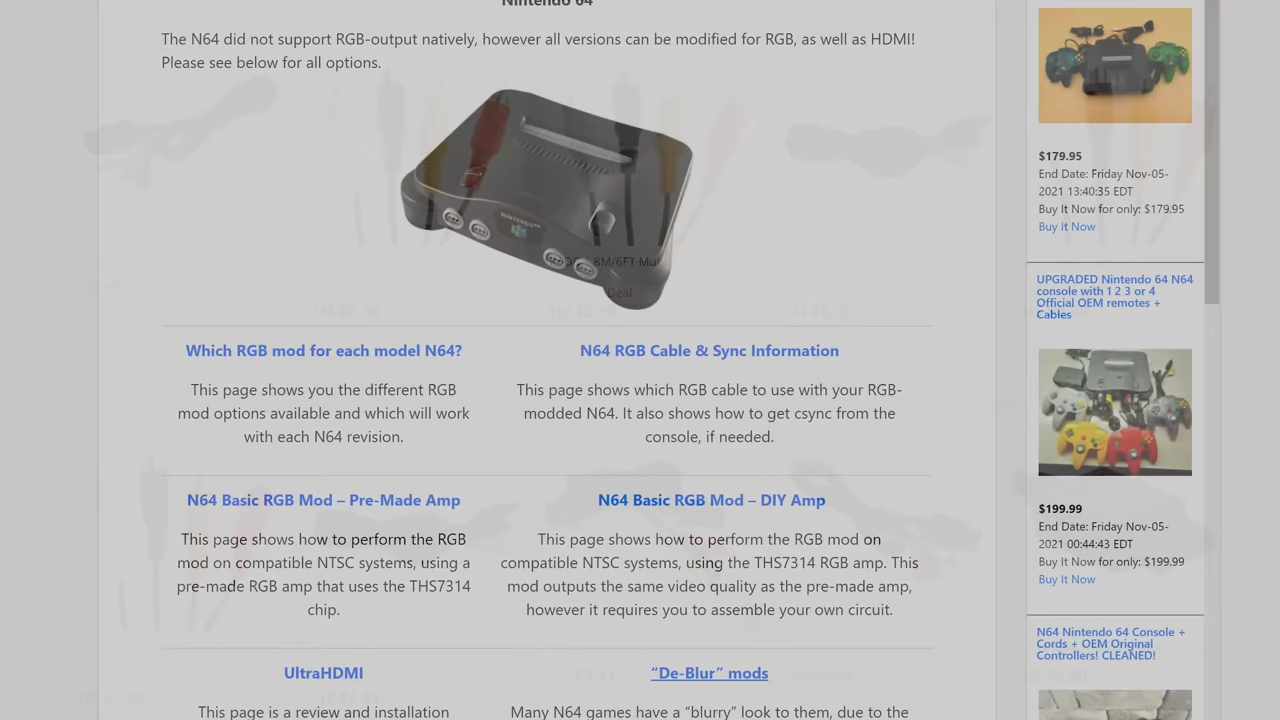 Nintendo 64
The N64 did not support RGB-output natively, however all versions can be modified for RGB, as well as HDMI!
Please see below for all options.
NINTENDO64
8M/6FT Mul
Deal
Which RGB mod for each model N64?
This page shows you the different RGB
mod options available and which will work
with each N64 revision.
N64 RGB Cable & Sync Information
This page shows which RGB cable to use with your RGB-
modded N64. It also shows how to get csync from the
console, if needed.
N64 Basic RGB Mod – Pre-Made Amp
This page shows how to perform the RGB
mod on compatible NTSC systems, using a
pre-made RGB amp that uses the THS7314
chip.
N64 Basic RGB Mod – DIY Amp
This page shows how to perform the RGB mod on
compatible NTSC systems, using the THS7314 RGB amp. This
mod outputs the same video quality as the pre-made amp,
however it requires you to assemble your own circuit.
UltraHDMI
This page is a review and installation
“De-Blur” mods
Many N64 games have a “blurry” look to them, due to the
$179.95
End Date: Friday Nov-05-
2021 13:40:35 EDT
Buy It Now for only: $179.95
Buy It Now
UPGRADED Nintendo 64 N64
console with 1 2 3 or 4
Official OEM remotes +
Cables
$199.99
End Date: Friday Nov-05-
2021 00:44:43 EDT
Buy It Now for only: $199.99
Buy It Now
N64 Nintendo 64 Console +
Cords + OEM Original
Controllers! CLEANED!